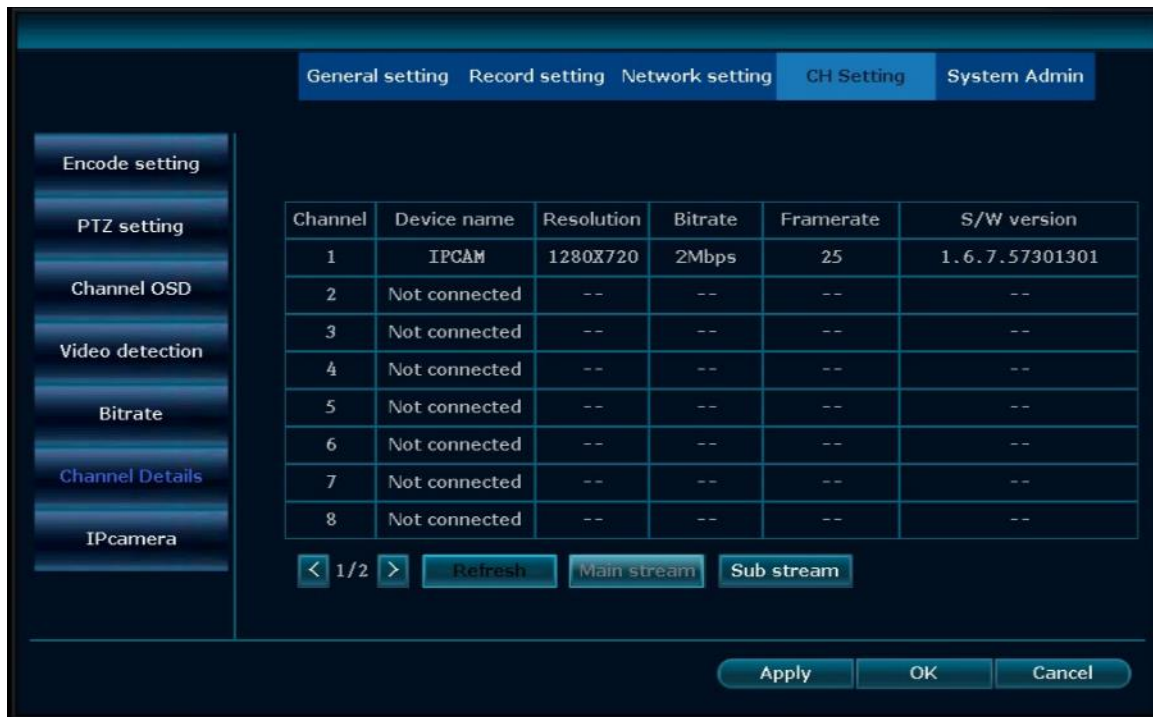 General setting Record setting Network setting CH Setting System Admin
Encode setting
PTZ setting
Channel OSD
Video detection
Bitrate
Channel Details
IPcamera
Channel Device name Resolution Bitrate Framerate S/W version
1 IPCAM 1280X720 2Mbps 25 1.6.7.57301301
2 Not connected -- -- -- --
3 Not connected -- -- -- --
4 Not connected -- -- -- --
5 Not connected -- -- -- --
6 Not connected -- -- -- --
7 Not connected -- -- -- --
8 Not connected -- -- -- --
< 1/2 > Refresh Main stream Sub stream
Apply OK Cancel